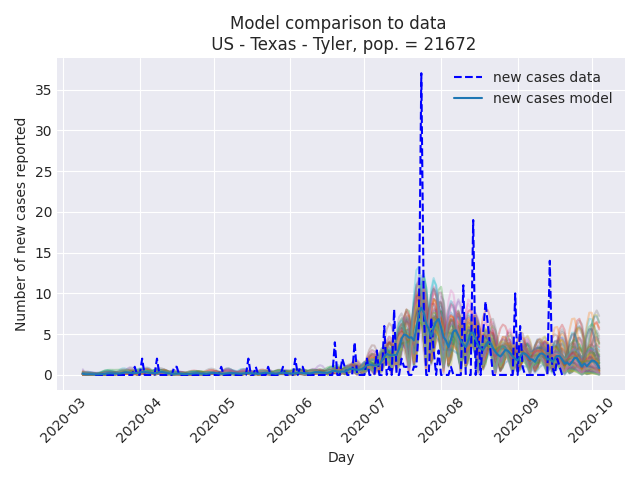 Model comparison to data
US - Texas - Tyler, pop. = 21672
new cases data
new cases model
Number of new cases reported
35
30
25
20
15
10
5
0
2020-03
2020-04
2020-05
2020-06
2020-07
2020-08
2020-09
2020-10
Day